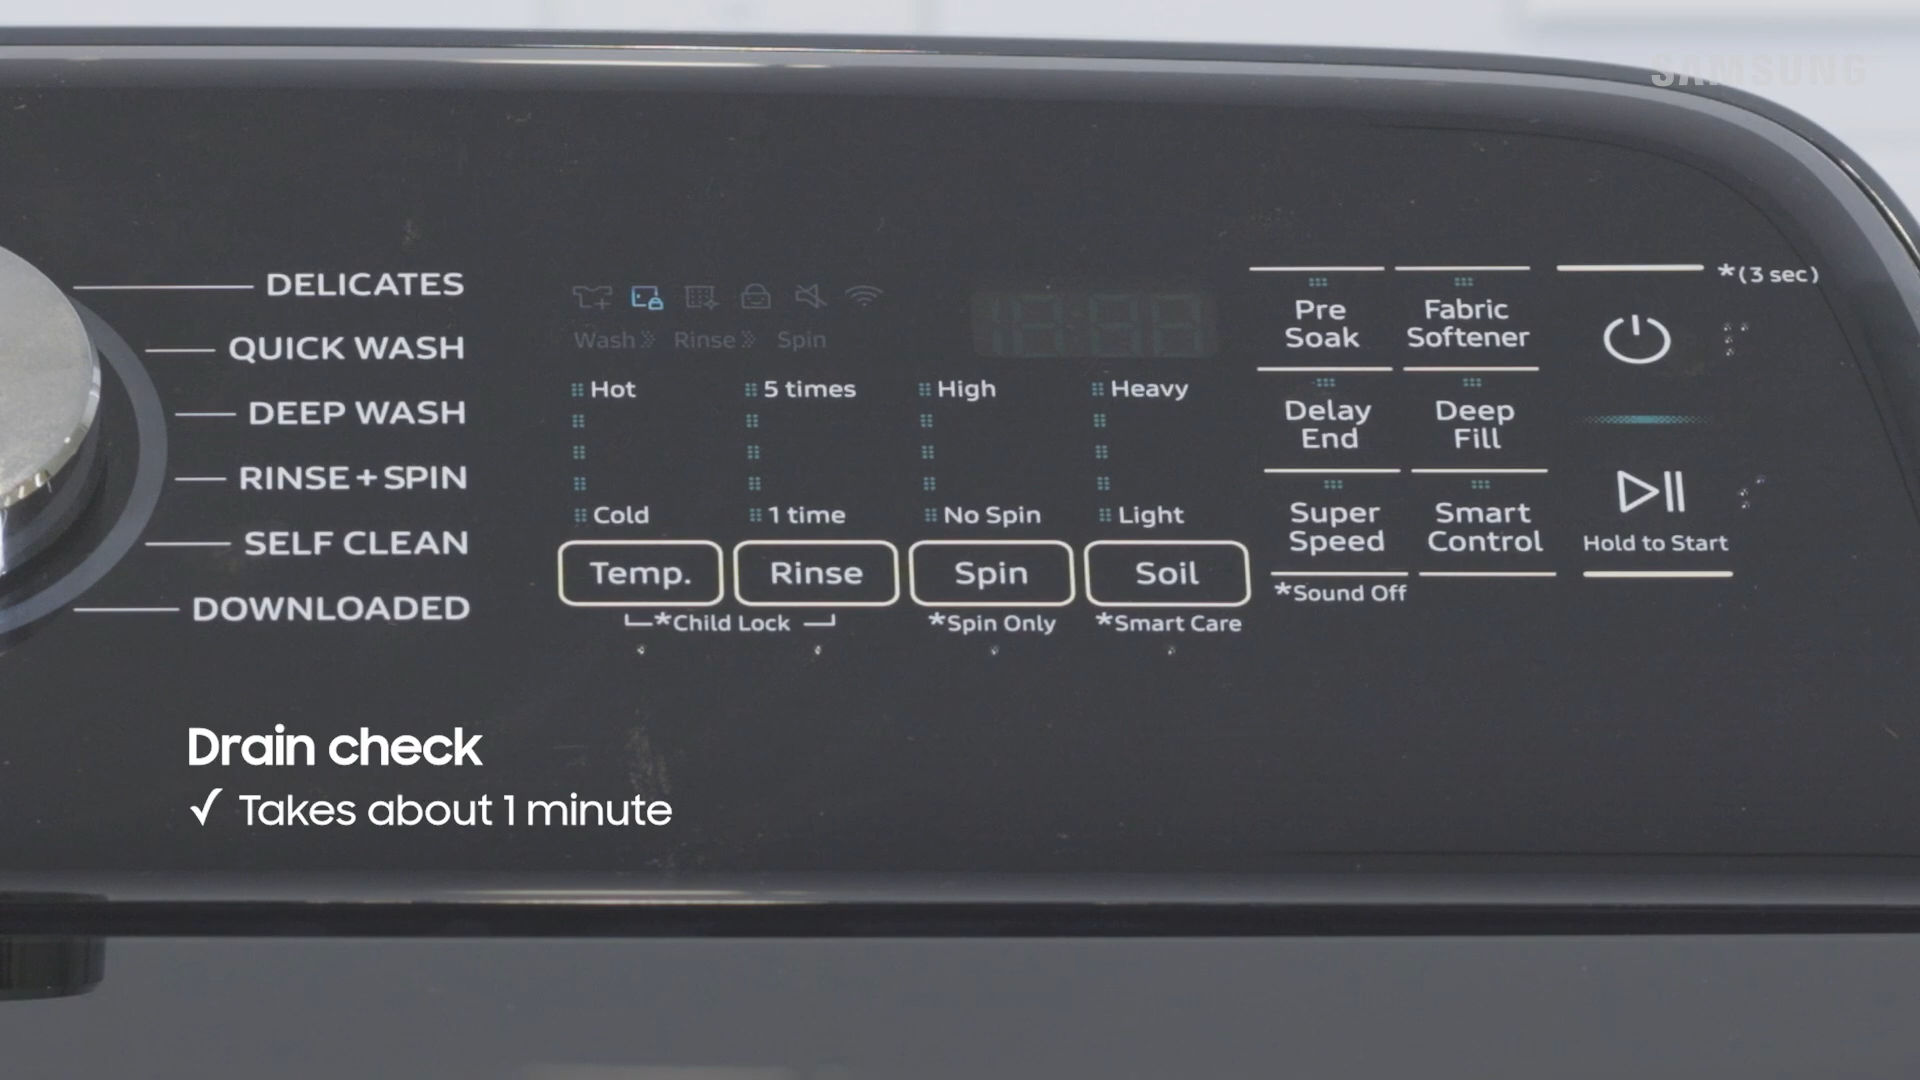 SAMSUNG
DELICATES
QUICK WASH
DEEP WASH
RINSE + SPIN
SELF CLEAN
DOWNLOADED
Wash Rinse Spin
Hot
Cold
Temp.
5 times
1 time
Rinse
*Child Lock
High
No Spin
Spin
*Spin Only
Heavy
Light
Soil
*Smart Care
Pre
Soak
Fabric
Softener
Delay
End
Deep
Fill
Super
Speed
*Sound Off
Smart
Control
*(3 sec)
Hold to Start
Drain check
✓ Takes about 1 minute